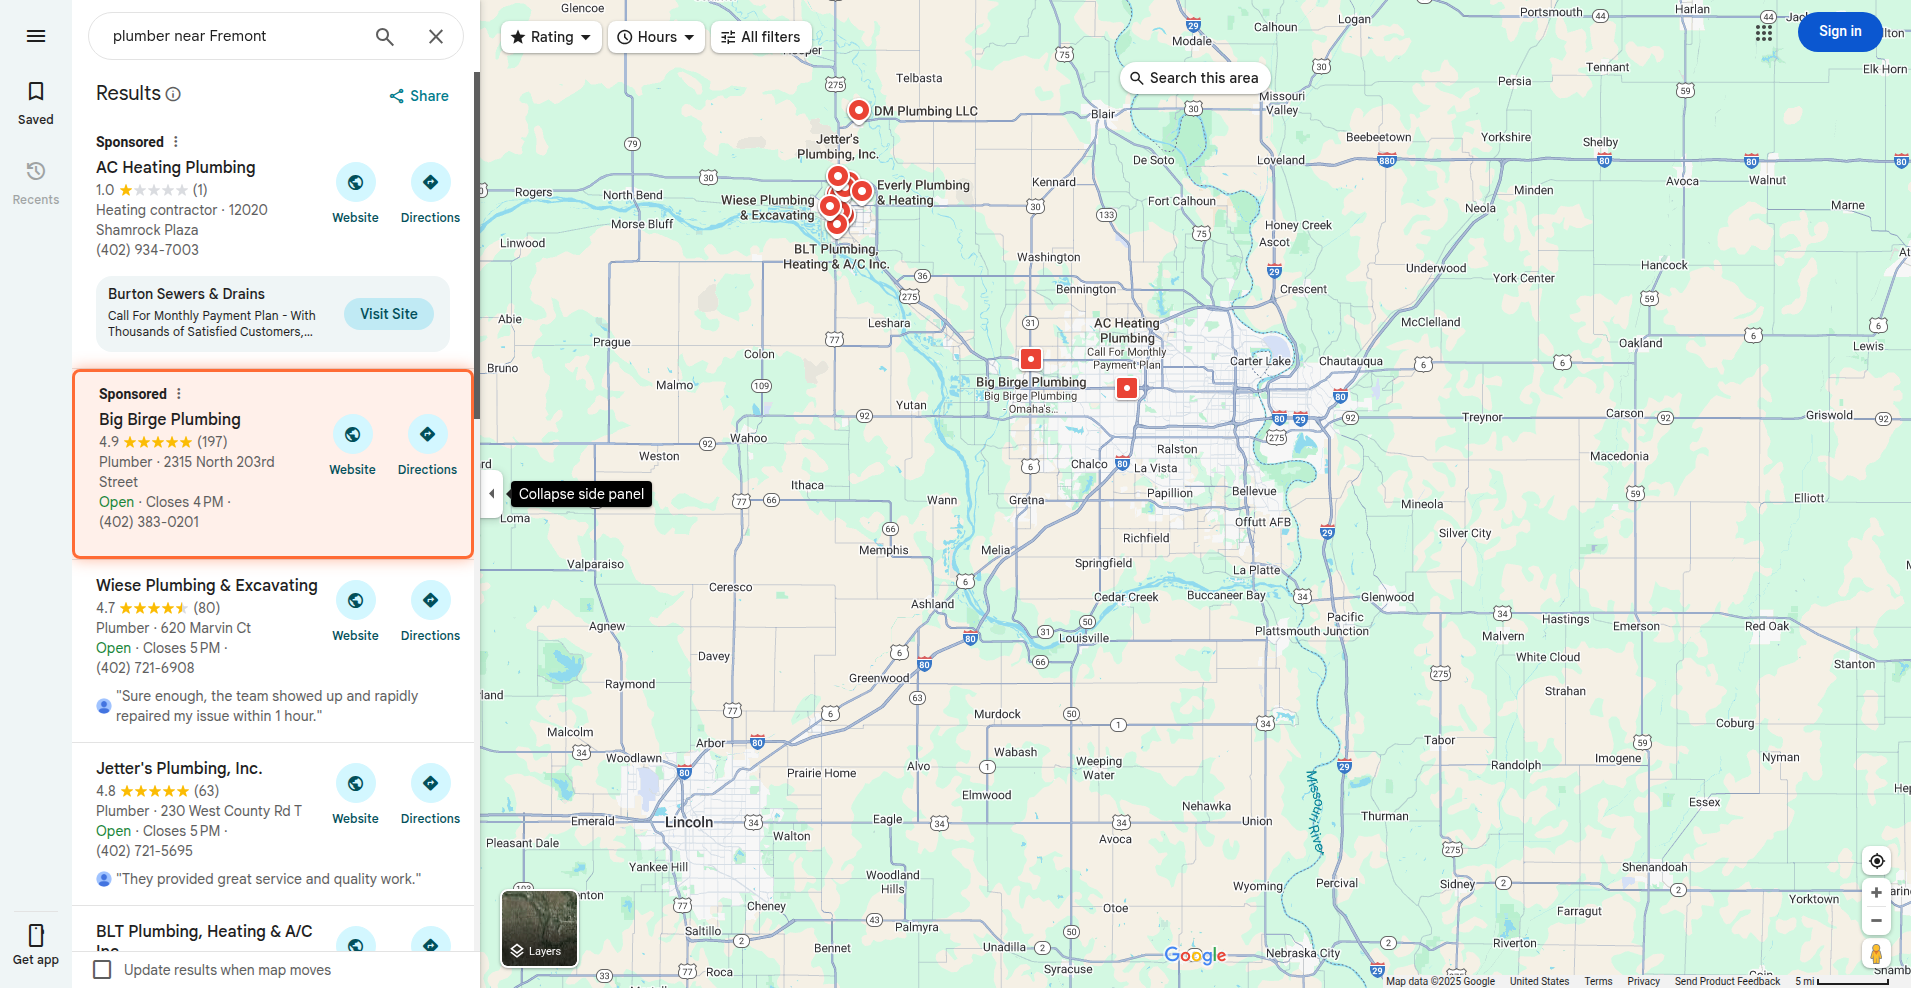 plumber near Fremont
Saved
Recents
Get app
Results
Share
Sponsored
AC Heating Plumbing
1.0 (1)
Heating contractor · 12020
Shamrock Plaza
(402) 934-7003
Website
Directions
Burton Sewers & Drains
Call For Monthly Payment Plan - With
Thousands of Satisfied Customers,...
Visit Site
Sponsored
Big Birge Plumbing
4.9 (197)
Plumber · 2315 North 203rd
Street
Open · Closes 4 PM ·
(402) 383-0201
Website
Directions
Wiese Plumbing & Excavating
4.7 (80)
Plumber · 620 Marvin Ct
Open · Closes 5 PM ·
(402) 721-6908
Website
Directions
"Sure enough, the team showed up and rapidly
repaired my issue within 1 hour."
Jetter's Plumbing, Inc.
4.8 (63)
Plumber · 230 West County Rd T
Open · Closes 5 PM ·
(402) 721-5695
Website
Directions
"They provided great service and quality work."
BLT Plumbing, Heating & A/C
Update results when map moves
Rating
Hours
All filters
Search this area
Sign in
Collapse side panel
Layers
Glencoe
Telbasta
DM Plumbing LLC
Jetter's
Plumbing, Inc.
Everly Plumbing
& Heating
Wiese Plumbing
& Excavating
BLT Plumbing,
Heating & A/C Inc.
Rogers
North Bend
Morse Bluff
Linwood
Abie
Prague
Bruno
Malmo
Colon
Leshara
Yutan
Wahoo
Weston
Ithaca
Loma
Wann
Memphis
Melia
Valparaiso
Ceresco
Ashland
Agnew
Davey
Raymond
Greenwood
Malcolm
Arbor
Woodlawn
Prairie Home
Alvo
Murdock
Wabash
Elmwood
Weeping
Water
Emerald
Lincoln
Walton
Eagle
Pleasant Dale
Yankee Hill
Woodland
Hills
Cheney
Saltillo
Palmyra
Bennet
Unadilla
Roca
Syracuse
Otoe
Avoca
Nehawka
Union
Wyoming
Nebraska City
Percival
Thurman
Missouri River
Blair
Kennard
Washington
Bennington
De Soto
Fort Calhoun
Modale
Calhoun
Logan
Missouri
Valley
Loveland
Honey Creek
Ascot
Crescent
AC Heating
Plumbing
Call For Monthly
Payment Plan
Big Birge Plumbing
Big Birge Plumbing
Omaha's...
Carter Lake
Chautauqua
Chalco
Ralston
La Vista
Papillion
Bellevue
Gretna
Offutt AFB
Richfield
Springfield
La Platte
Cedar Creek
Buccaneer Bay
Louisville
Plattsmouth
Pacific
Junction
Glenwood
Portsmouth
Harlan
Tennant
Persia
Elk Horn
Beebeetown
Yorkshire
Shelby
Minden
Avoca
Walnut
Neola
Marne
Underwood
York Center
Hancock
McClelland
Oakland
Lewis
Treynor
Carson
Griswold
Macedonia
Mineola
Elliott
Silver City
Malvern
Hastings
Emerson
Red Oak
White Cloud
Stanton
Strahan
Coburg
Tabor
Imogene
Nyman
Randolph
Essex
Shenandoah
Sidney
Farragut
Yorktown
Riverton
Google
Map data ©2025 Google
United States
Terms
Privacy
Send Product Feedback
5 mi